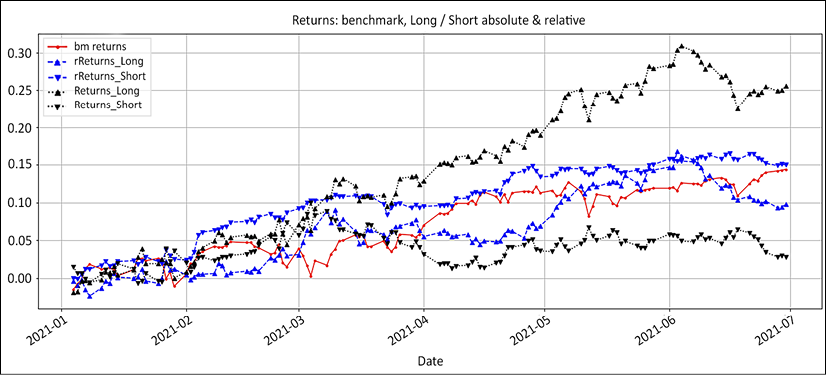 Returns: benchmark, Long / Short absolute & relative
bm returns
rReturns_Long
rReturns_Short
Returns_Long
Returns_Short
0.30
0.25
0.20
0.15
0.10
0.05
0.00
2021-01
2021-02
2021-03
2021-04
2021-05
2021-06
2021-07
Date